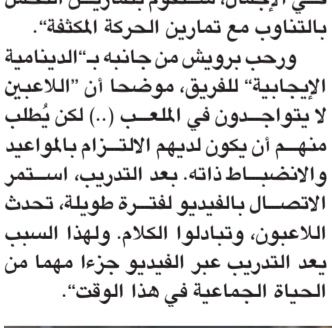 في الإجمال، سنقوم بتمارين التحمل
بالتناوب مع تمارين الحركة المكثفة“.
ورحب برويش من جانبه بـ“الدينامية
الإيجابية” للفريق، موضحا أن ”اللاعبين
لا يتواجدون في الملعب (..) لكن يُطلب
منهم أن يكون لديهم الالتزام بالمواعيد
والانضباط ذاته. بعد التدريب، استمر
الاتصال بالفيديو لفترة طويلة، تحدث
اللاعبون، وتبادلوا الكلام. ولهذا السبب
يعد التدريب عبر الفيديو جزءا مهما من
الحياة الجماعية في هذا الوقت“.